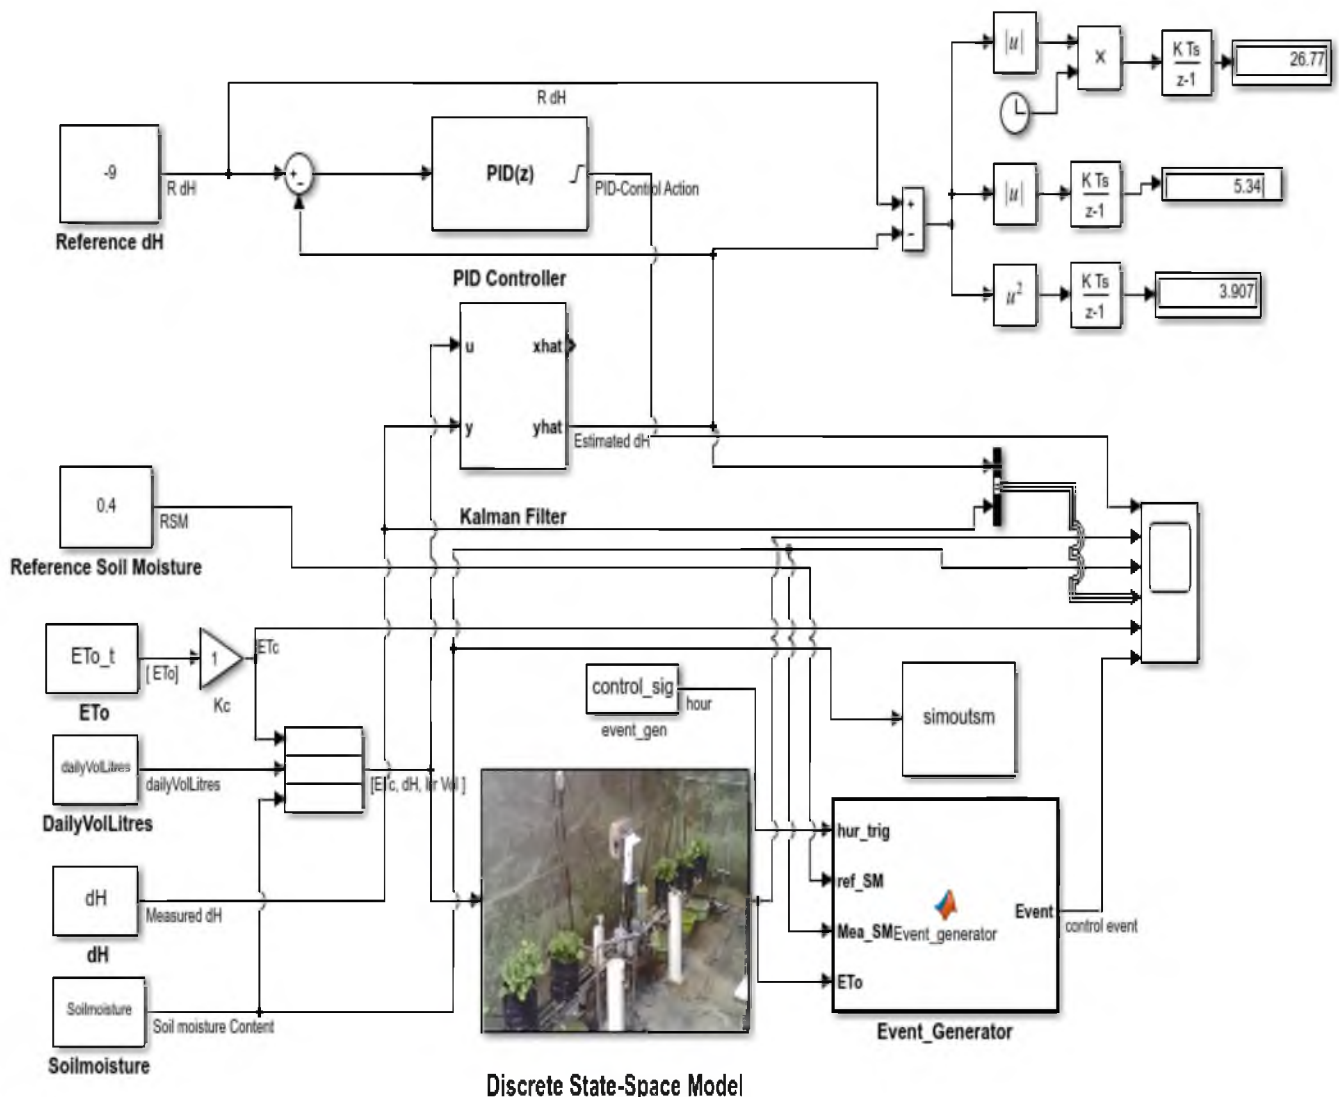 |u|
×
K Ts
z-1
26.77
R dH
-9
R dH
Reference dH
+
-
PID(z)
PID-Control Action
PID Controller
+
-
|u|
K Ts
z-1
5.34
u²
K Ts
z-1
3.907
u
xhat
y
yhat
Estimated dH
Kalman Filter
0.4
RSM
Reference Soil Moisture
ETo_t
[ ETo]
ETo
1
Kc
ETc
dailyVolLitres
dailyVolLitres
DailyVolLitres
[ETc, dH, Irr Vol ]
control_sig
hour
event_gen
simoutsm
dH
Measured dH
dH
Soilmoisture
Soil moisture Content
Soilmoisture
hur_trig
ref_SM
Mea_SM
ETo
Event_generator
Event
control event
Event_Generator
Discrete State-Space Model